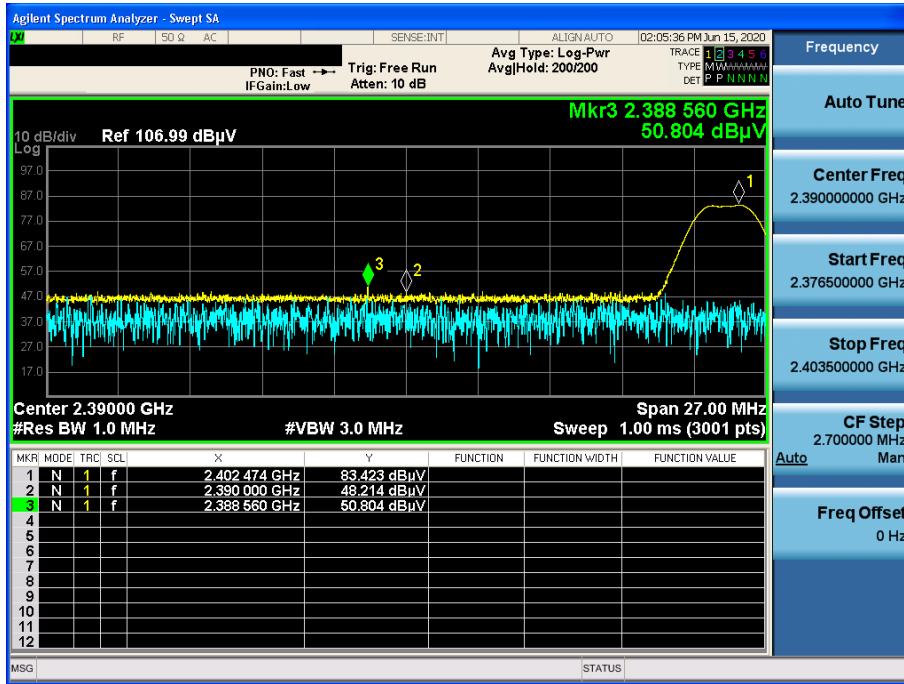 Agilent Spectrum Analyzer - Swept SA
LXI RF 50 Ω AC SENSE:INT ALIGN AUTO 02:05:36 PM Jun 15, 2020
Frequency
PNO: Fast
IFGain:Low
Trig: Free Run
Atten: 10 dB
Avg Type: Log-Pwr
Avg|Hold: 200/200
TRACE 1 2 3 4 5 6
TYPE M W W W W W
DET P P N N N N
Auto Tune
Mkr3 2.388 560 GHz
50.804 dBµV
10 dB/div
Log
Ref 106.99 dBµV
97.0
87.0
77.0
67.0
57.0
47.0
37.0
27.0
17.0
1
2
3
Center Freq
2.390000000 GHz
Start Freq
2.376500000 GHz
Stop Freq
2.403500000 GHz
Center 2.39000 GHz Span 27.00 MHz
#Res BW 1.0 MHz #VBW 3.0 MHz Sweep 1.00 ms (3001 pts)
CF Step
2.700000 MHz
Auto Man
Freq Offset
0 Hz
MKR MODE TRC SCL X Y FUNCTION FUNCTION WIDTH FUNCTION VALUE
1 N 1 f 2.402 474 GHz 83.423 dBµV
2 N 1 f 2.390 000 GHz 48.214 dBµV
3 N 1 f 2.388 560 GHz 50.804 dBµV
4
5
6
7
8
9
10
11
12
MSG STATUS